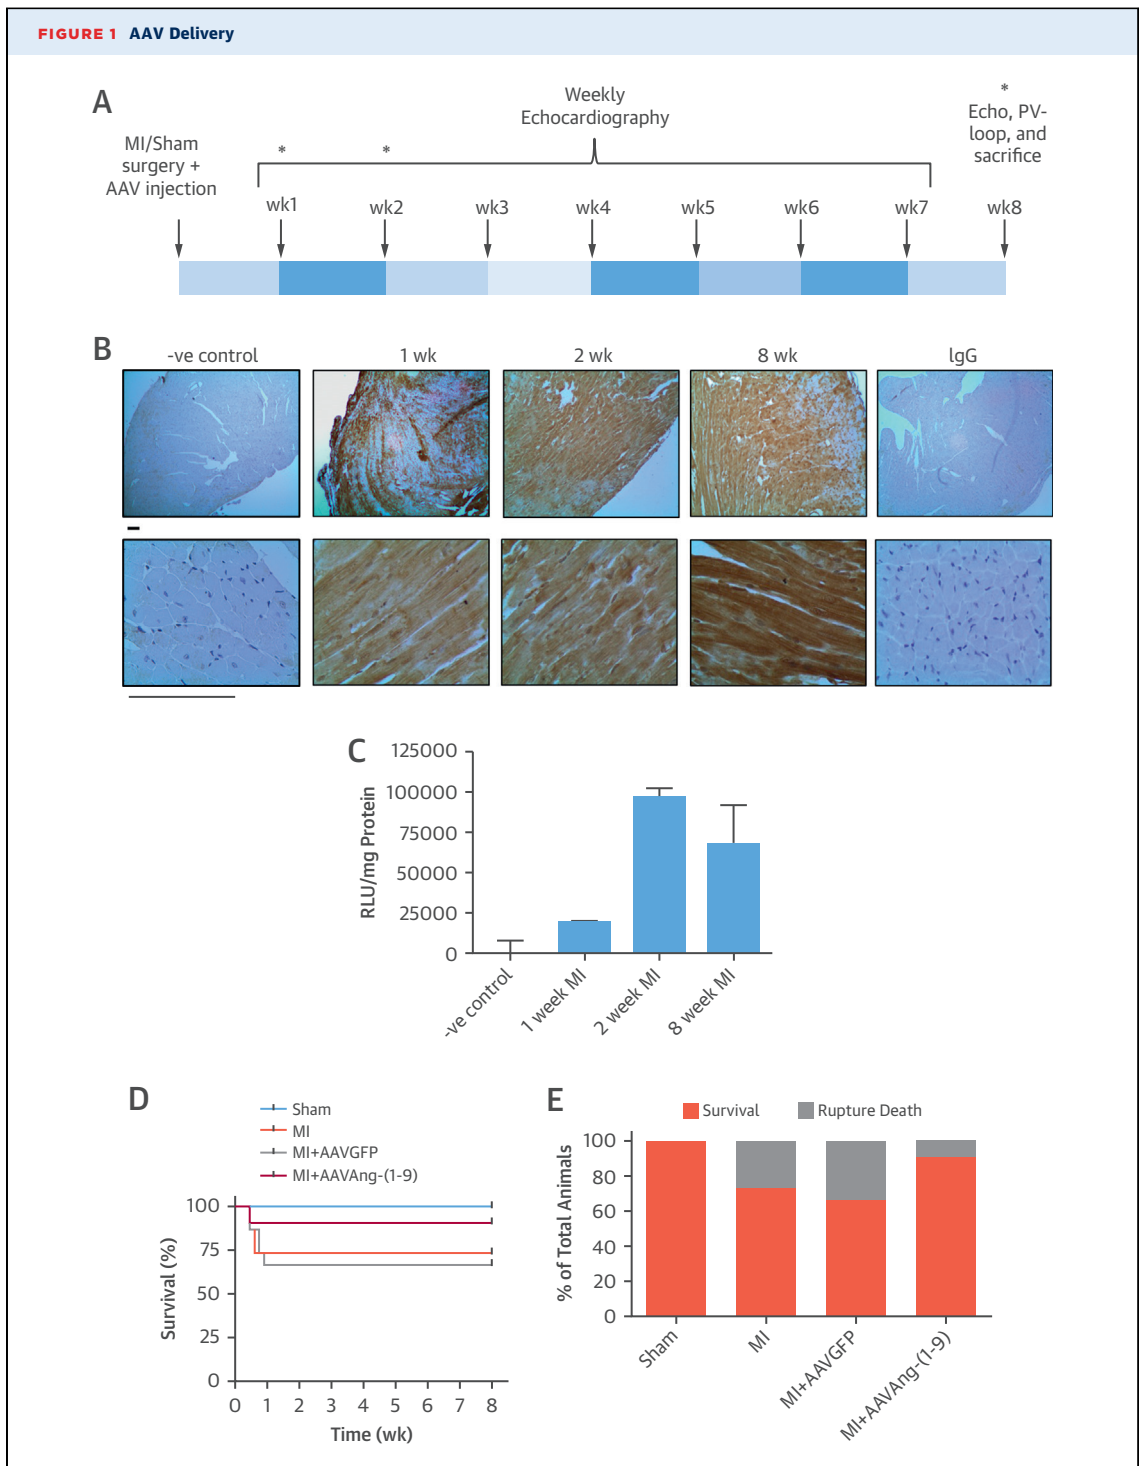 FIGURE 1 AAV Delivery
A
MI/Sham
surgery +
AAV injection
Weekly
Echocardiography
*
Echo, PV-
loop, and
sacrifice
* *
wk1 wk2 wk3 wk4 wk5 wk6 wk7 wk8
B
-ve control 1 wk 2 wk 8 wk IgG
C
RLU/mg Protein
125000
100000
75000
50000
25000
0
-ve control 1 week MI 2 week MI 8 week MI
D
Sham
MI
MI+AAVGFP
MI+AAVAng-(1-9)
Survival (%)
100
75
50
25
0
0 1 2 3 4 5 6 7 8
Time (wk)
E
Survival Rupture Death
% of Total Animals
100
80
60
40
20
0
Sham MI MI+AAVGFP MI+AAVAng-(1-9)